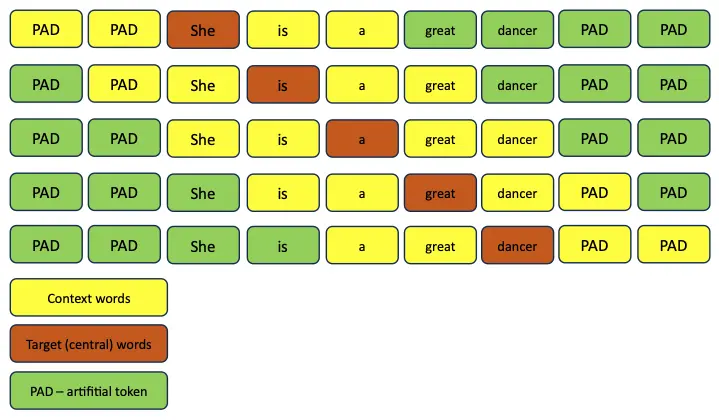 PAD PAD She is a great dancer PAD PAD
PAD PAD She is a great dancer PAD PAD
PAD PAD She is a great dancer PAD PAD
PAD PAD She is a great dancer PAD PAD
PAD PAD She is a great dancer PAD PAD
Context words
Target (central) words
PAD – artifitial token